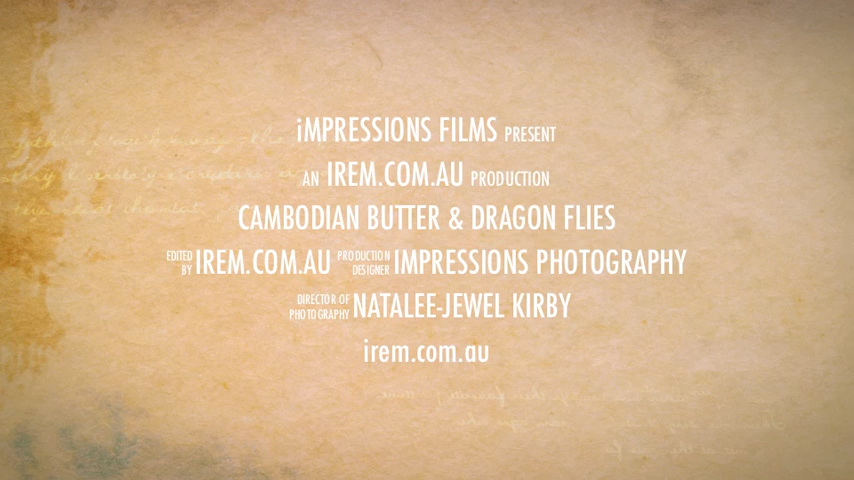 iMPRESSIONS FILMS PRESENT
AN IREM.COM.AU PRODUCTION
CAMBODIAN BUTTER & DRAGON FLIES
EDITED BY IREM.COM.AU PRODUCTION DESIGNER IMPRESSIONS PHOTOGRAPHY
DIRECTOR OF PHOTOGRAPHY NATALEE-JEWEL KIRBY
irem.com.au